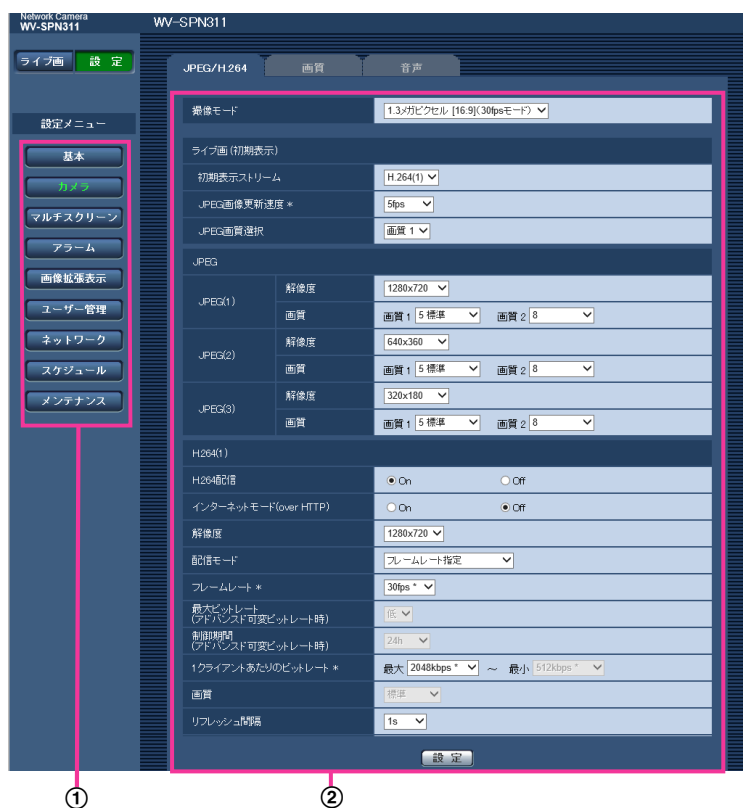 Network Camera
WV-SPN311
WV-SPN311
ライブ画 設 定
JPEG/H.264 画質 音声
設定メニュー
基本
カメラ
マルチスクリーン
アラーム
画像拡張表示
ユーザー管理
ネットワーク
スケジュール
メンテナンス
撮像モード 1.3メガピクセル [16:9](30fpsモード)
ライブ画(初期表示)
初期表示ストリーム H.264(1)
JPEG画像更新速度 * 5fps
JPEG画質選択 画質 1
JPEG
JPEG(1) 解像度 1280x720
画質 画質 1 5 標準 画質 2 8
JPEG(2) 解像度 640x360
画質 画質 1 5 標準 画質 2 8
JPEG(3) 解像度 320x180
画質 画質 1 5 標準 画質 2 8
H.264(1)
H.264配信 On Off
インターネットモード(over HTTP) On Off
解像度 1280x720
配信モード フレームレート指定
フレームレート * 30fps *
最大ビットレート
(アドバンスド可変ビットレート時) 低
制御期間
(アドバンスド可変ビットレート時) 24h
1クライアントあたりのビットレート * 最大 2048kbps * ～ 最小 512kbps *
画質 標準
リフレッシュ間隔 1s
設 定
① ②